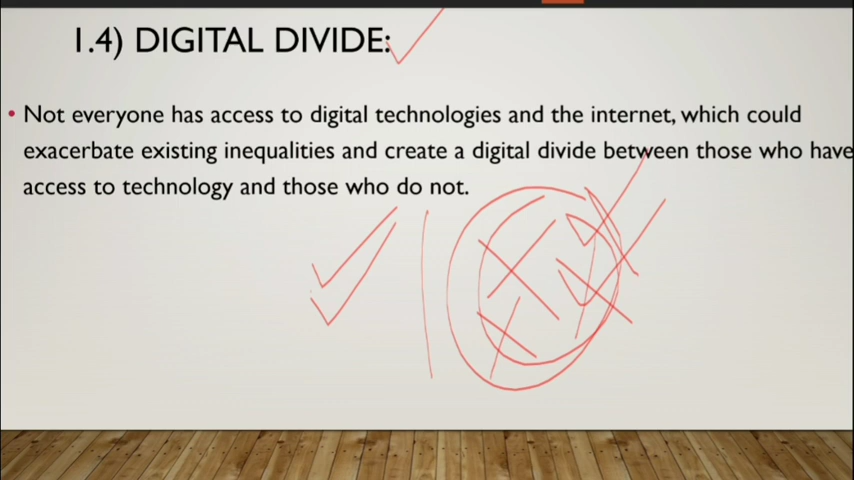 1.4) DIGITAL DIVIDE:
• Not everyone has access to digital technologies and the internet, which could
exacerbate existing inequalities and create a digital divide between those who have
access to technology and those who do not.